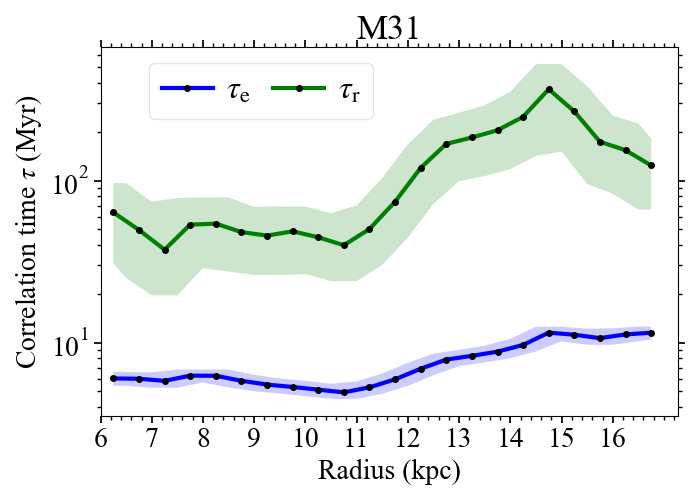 M31
τe τr
Correlation time τ (Myr)
10²
10¹
6 7 8 9 10 11 12 13 14 15 16
Radius (kpc)